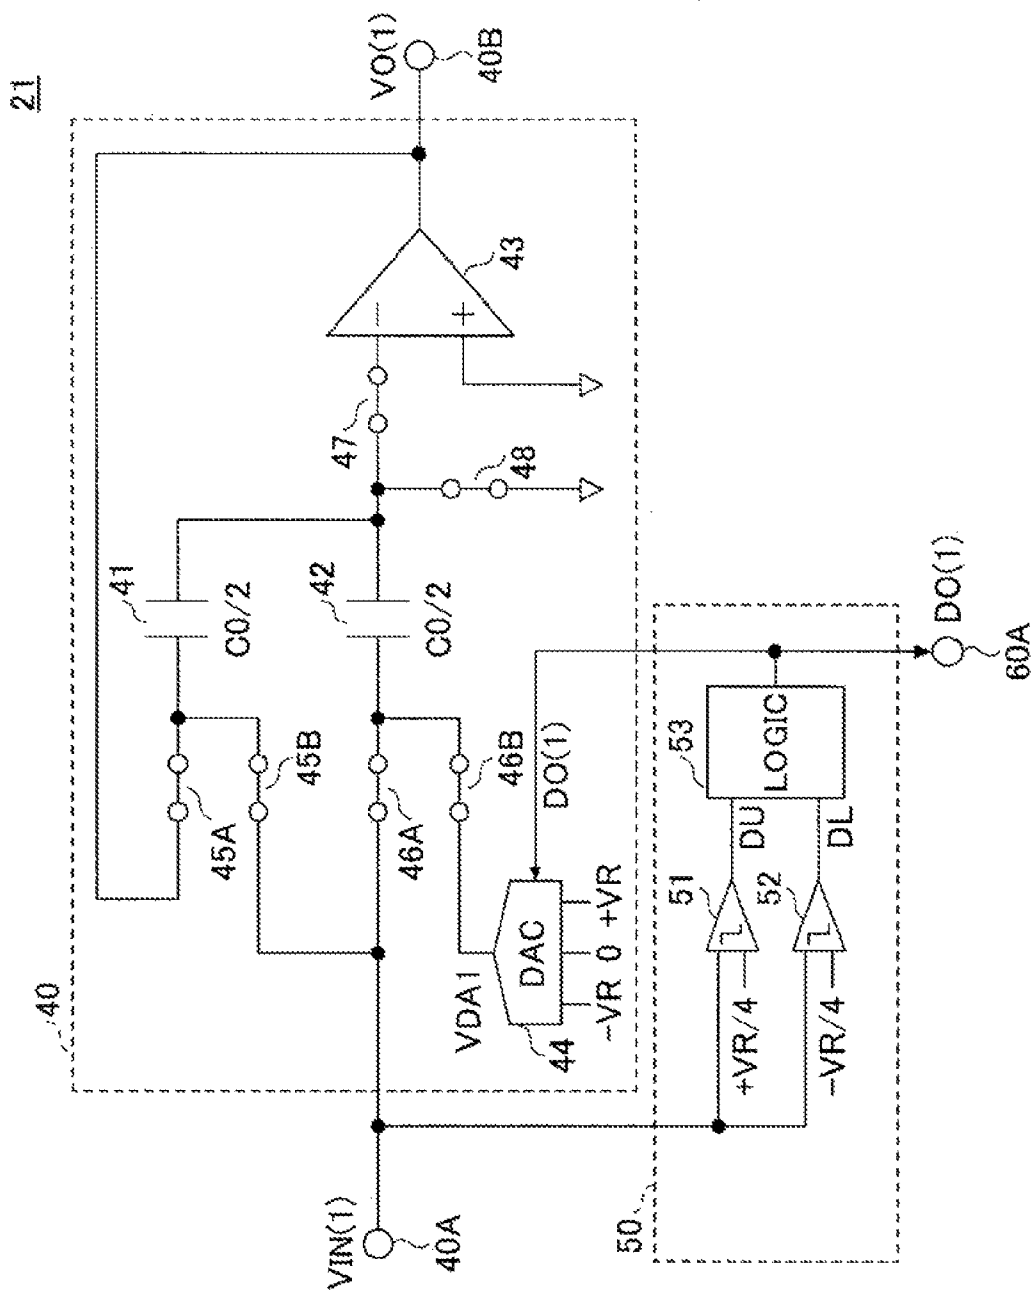 21
40
VO(1)
40B
41
C0/2
42
C0/2
43
47
48
45A
45B
46A
46B
DO(1)
VDA1
DAC
44
-VR 0 +VR
VIN(1)
40A
50
51
52
+VR/4
-VR/4
DU
DL
53
LOGIC
DO(1)
60A